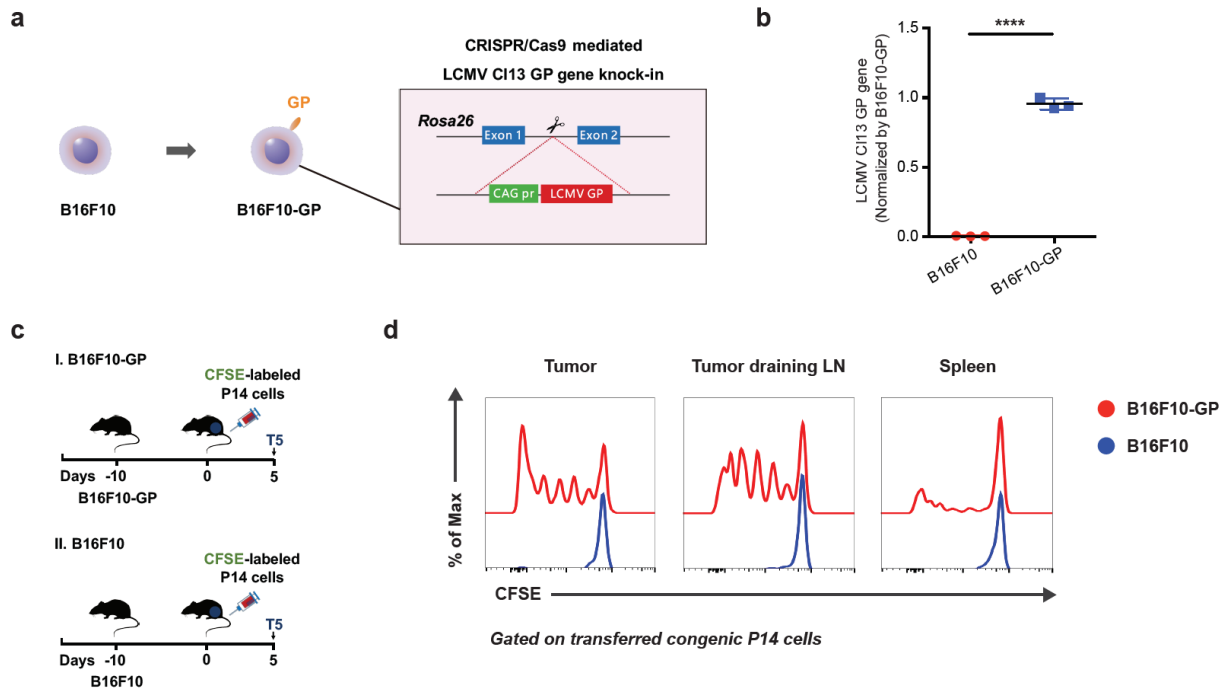 a
CRISPR/Cas9 mediated
LCMV Cl13 GP gene knock-in
GP
Rosa26
Exon 1
Exon 2
CAG pr
LCMV GP
B16F10
B16F10-GP
b
LCMV Cl13 GP gene
(Normalized by B16F10-GP)
1.5
1.0
0.5
0.0
****
B16F10
B16F10-GP
c
I. B16F10-GP
CFSE-labeled
P14 cells
T5
Days -10 0 5
B16F10-GP
II. B16F10
CFSE-labeled
P14 cells
T5
Days -10 0 5
B16F10
d
Tumor
Tumor draining LN
Spleen
% of Max
CFSE
B16F10-GP
B16F10
Gated on transferred congenic P14 cells